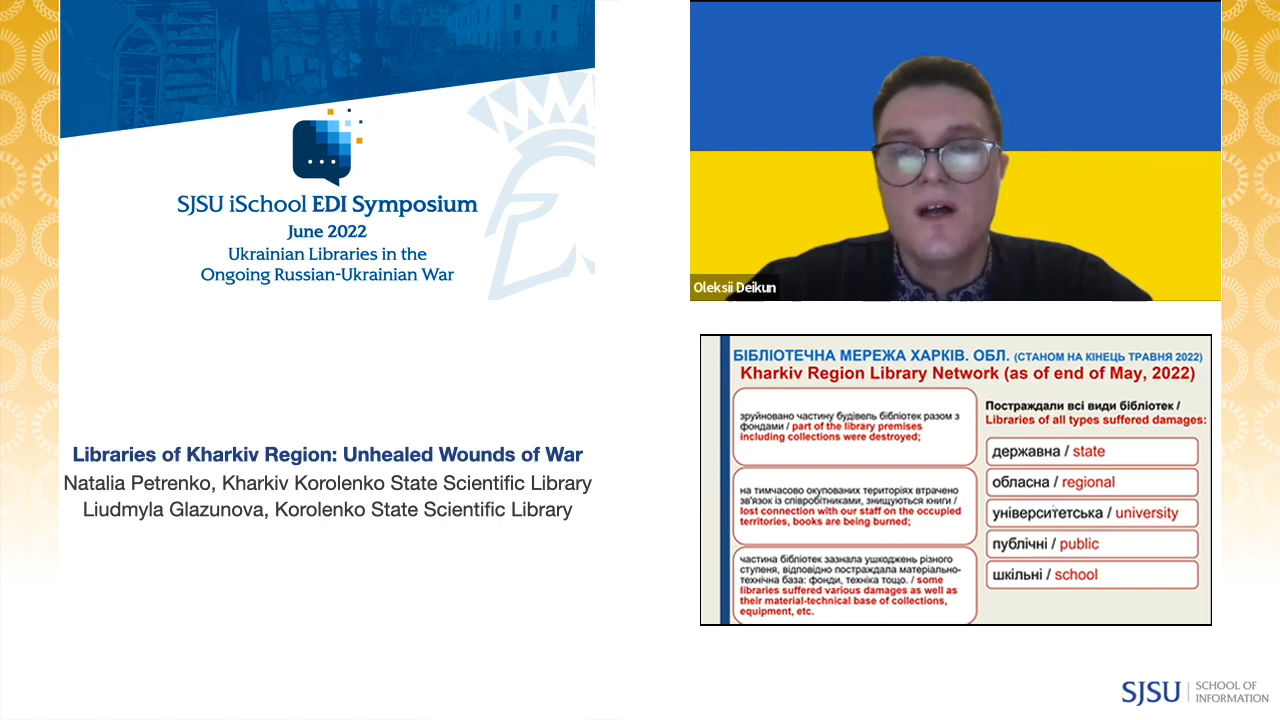 SJSU iSchool EDI Symposium
June 2022
Ukrainian Libraries in the
Ongoing Russian-Ukrainian War
Libraries of Kharkiv Region: Unhealed Wounds of War
Natalia Petrenko, Kharkiv Korolenko State Scientific Library
Liudmyla Glazunova, Korolenko State Scientific Library
Oleksii Deikun
БІБЛІОТЕЧНА МЕРЕЖА ХАРКІВ. ОБЛ. (СТАНОМ НА КІНЕЦЬ ТРАВНЯ 2022)
Kharkiv Region Library Network (as of end of May, 2022)
зруйновано частину будівель бібліотек разом з
фондами / part of the library premises
including collections were destroyed;
на тимчасово окупованих територіях втрачено
зв'язок із співробітниками, знищуються книги /
lost connection with our staff on the occupied
territories, books are being burned;
частина бібліотек зазнала ушкоджень різного
ступеня, відповідно постраждала матеріально-
технічна база: фонди, техніка тощо. / some
libraries suffered various damages as well as
their material-technical base of collections,
equipment, etc.
Постраждали всі види бібліотек /
Libraries of all types suffered damages:
державна / state
обласна / regional
університетська / university
публічні / public
шкільні / school
SJSU SCHOOL OF
INFORMATION